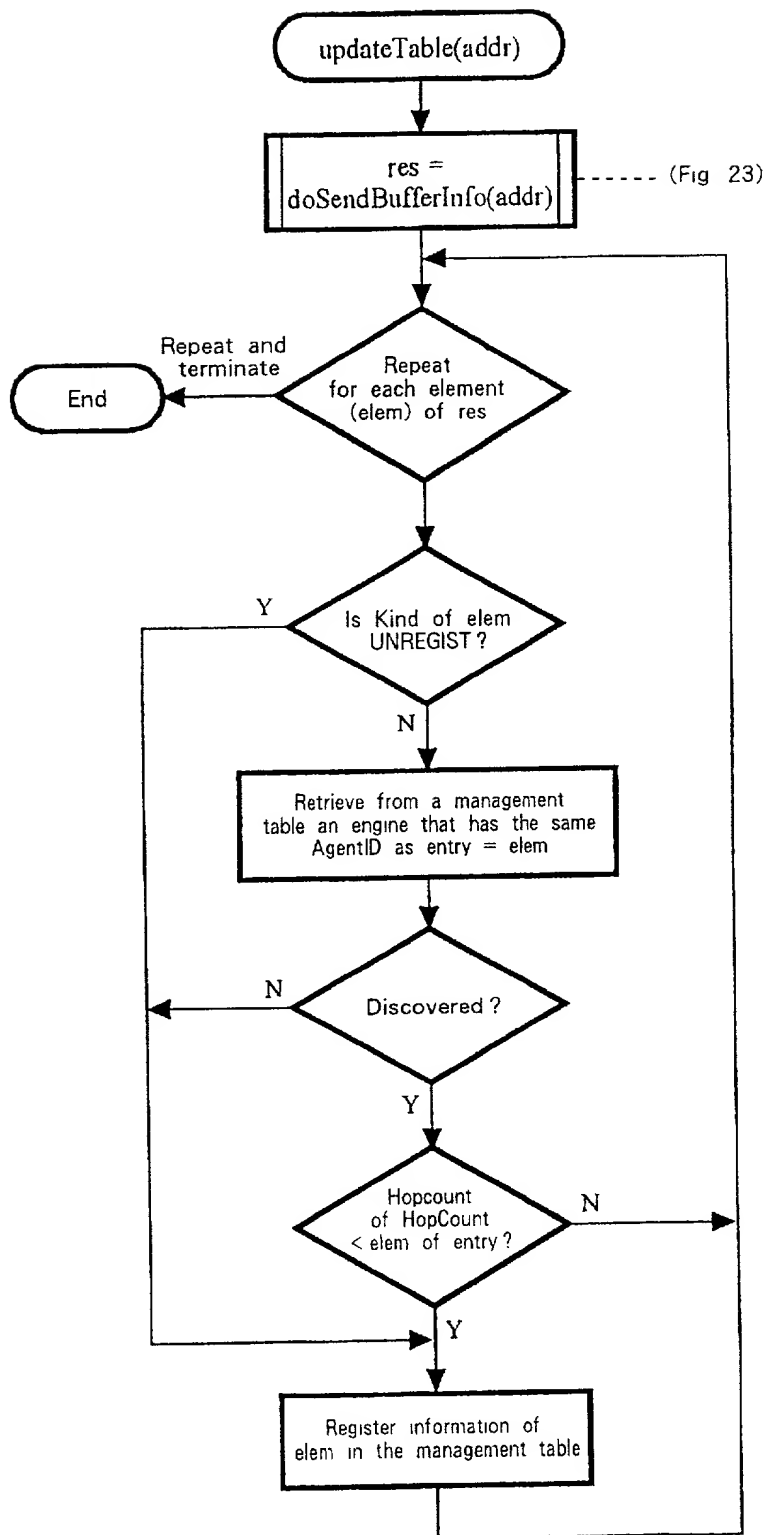 updateTable(addr)
res =
doSendBufferInfo(addr)
(Fig 23)
Repeat and
terminate
End
Repeat
for each element
(elem) of res
Y
Is Kind of elem
UNREGIST?
N
Retrieve from a management
table an engine that has the same
AgentID as entry = elem
N
Discovered?
Y
Hopcount
of HopCount
< elem of entry?
N
Y
Register information of
elem in the management table